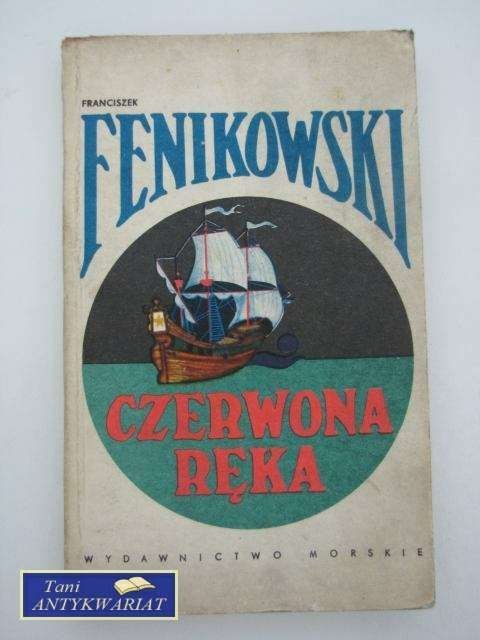 FRANCISZEK
FENIKOWSKI
CZERWONA
RĘKA
WYDAWNICTWO MORSKIE
Tani
ANTYKWARIAT